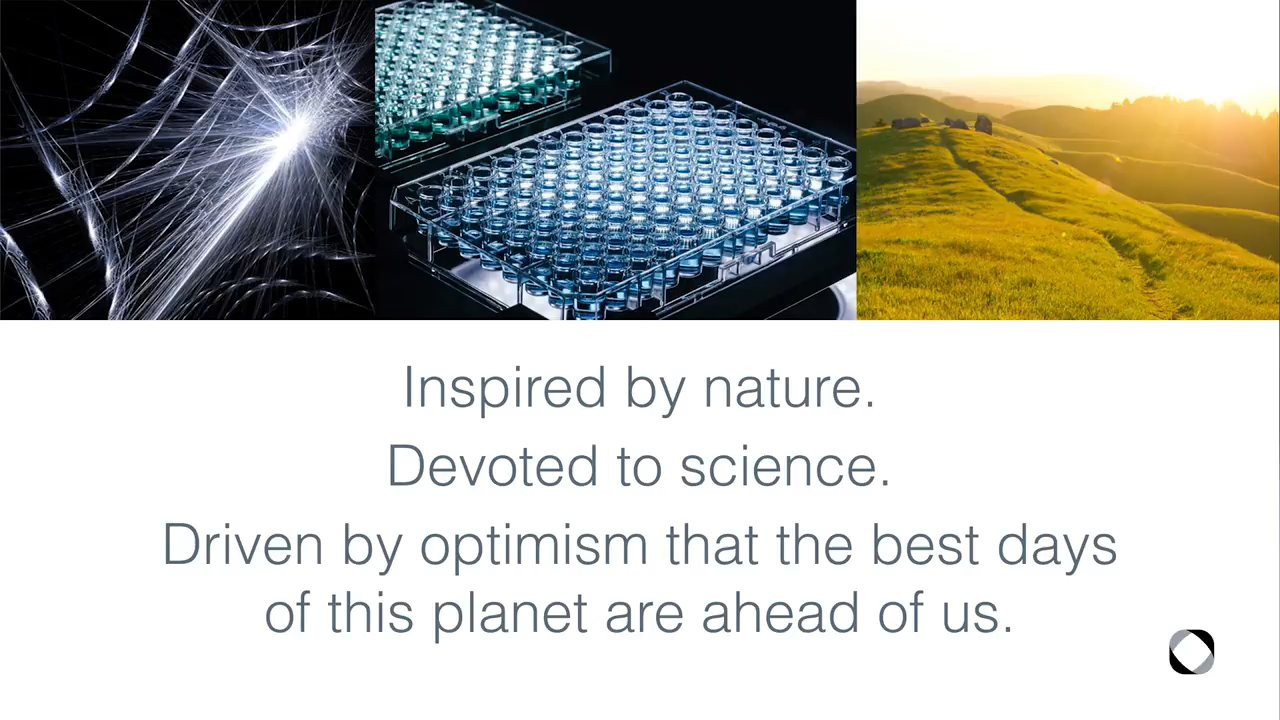 Inspired by nature.
Devoted to science.
Driven by optimism that the best days
of this planet are ahead of us.